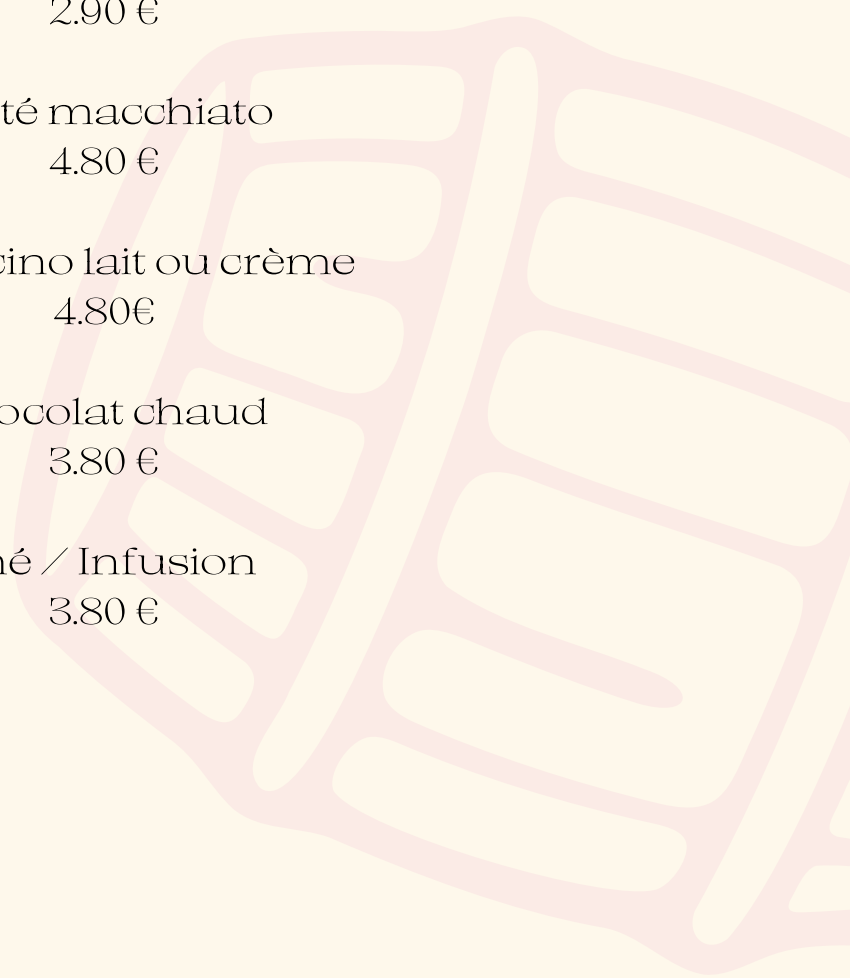 2.90 €
té macchiato
4.80 €
cino lait ou crème
4.80€
ocolat chaud
3.80 €
é / Infusion
3.80 €